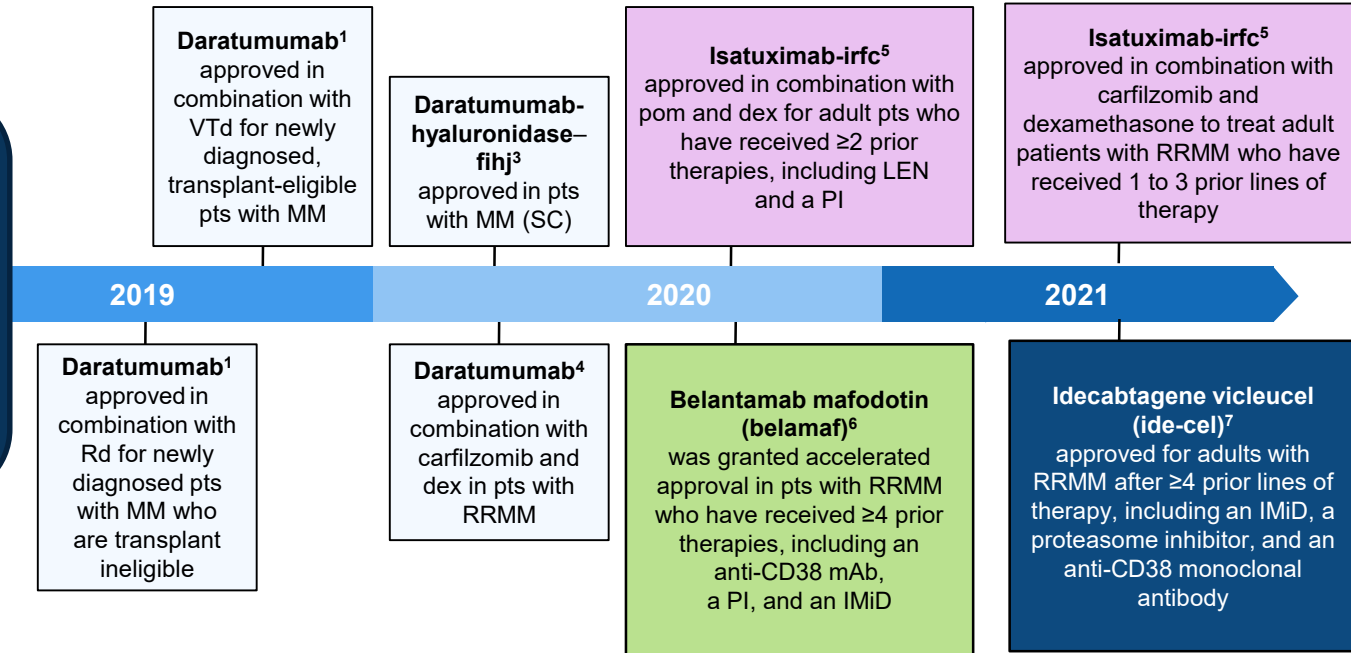 Daratumumab¹
approved in
combination with
VTd for newly
diagnosed,
transplant-eligible
pts with MM
Daratumumab-
hyaluronidase–
fihj³
approved in pts
with MM (SC)
Isatuximab-irfc⁵
approved in combination with
pom and dex for adult pts who
have received ≥2 prior
therapies, including LEN
and a PI
Isatuximab-irfc⁵
approved in combination with
carfilzomib and
dexamethasone to treat adult
patients with RRMM who have
received 1 to 3 prior lines of
therapy
2019
2020
2021
Daratumumab¹
approved in
combination with
Rd for newly
diagnosed pts
with MM who
are transplant
ineligible
Daratumumab⁴
approved in
combination with
carfilzomib and
dex in pts with
RRMM
Belantamab mafodotin
(belamaf)⁶
was granted accelerated
approval in pts with RRMM
who have received ≥4 prior
therapies, including an
anti-CD38 mAb,
a PI, and an IMiD
Idecabtagene vicleucel
(ide-cel)⁷
approved for adults with
RRMM after ≥4 prior lines of
therapy, including an IMiD, a
proteasome inhibitor, and an
anti-CD38 monoclonal
antibody